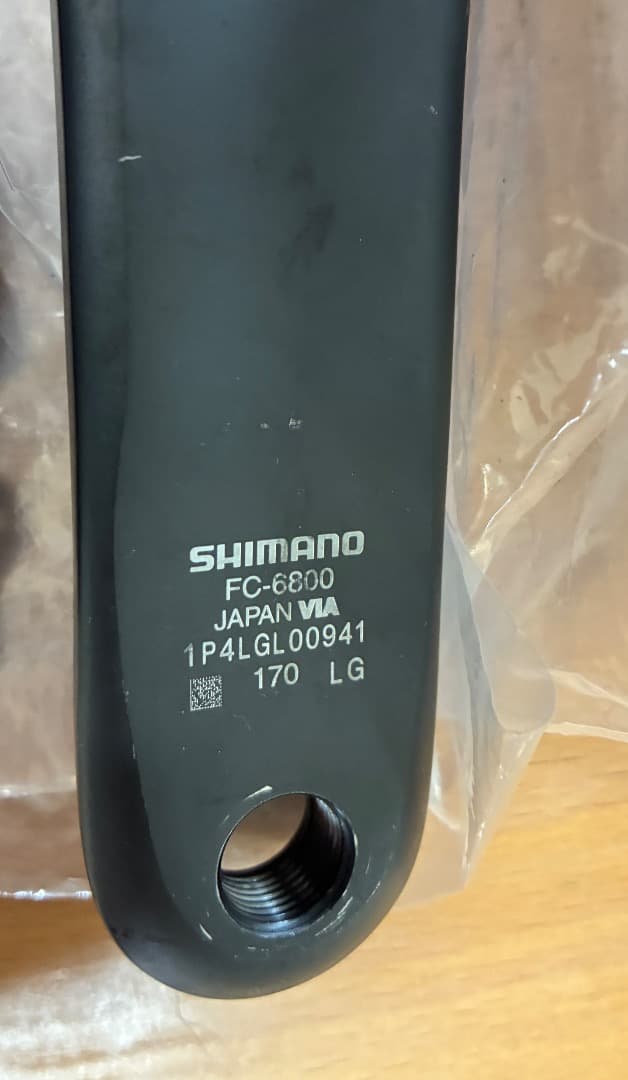 SHIMANO
FC-6800
JAPAN VIA
1P4LGL00941
170 LG